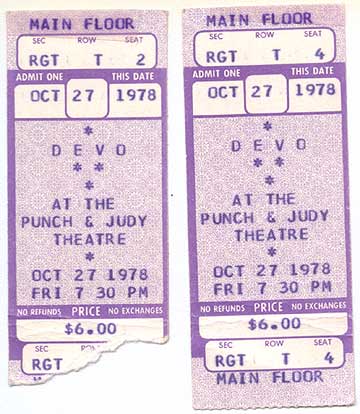 MAIN FLOOR
SEC ROW SEAT
RGT T 2
ADMIT ONE THIS DATE
OCT 27 1978
*
DEVO
* *
*
AT THE
PUNCH & JUDY
THEATRE
*
OCT 27 1978
FRI 7 30 PM
NO REFUNDS PRICE NO EXCHANGES
$6.00
SEC ROW SEAT
RGT
MAIN FLOOR
SEC ROW SEAT
RGT T 4
ADMIT ONE THIS DATE
OCT 27 1978
*
DEVO
* *
*
AT THE
PUNCH & JUDY
THEATRE
*
OCT 27 1978
FRI 7 30 PM
NO REFUNDS PRICE NO EXCHANGES
$6.00
SEC ROW SEAT
RGT T 4
MAIN FLOOR